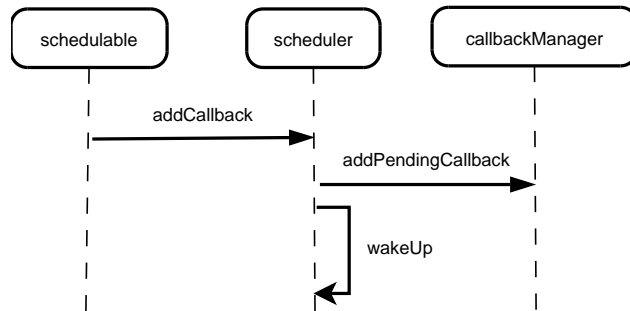 schedulable
scheduler
callbackManager
addCallback
addPendingCallback
wakeUp